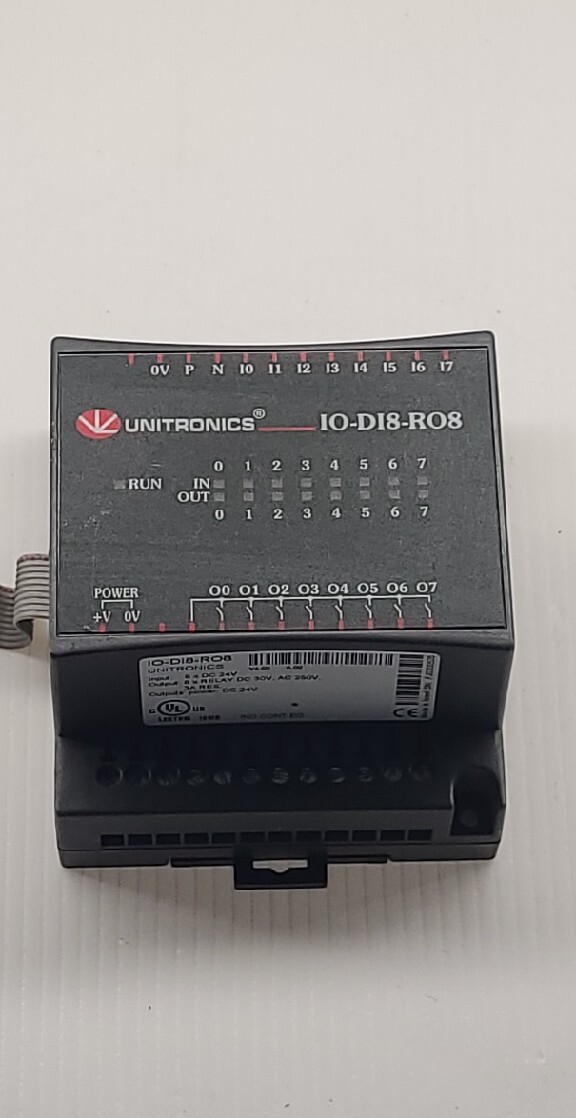 0V P N I0 I1 I2 I3 I4 I5 I6 I7
UNITRONICS® IO-DI8-RO8
0 1 2 3 4 5 6 7
RUN IN
OUT
0 1 2 3 4 5 6 7
POWER O0 O1 O2 O3 O4 O5 O6 O7
+V 0V
IO-DI8-RO8
UNITRONICS
Input: 8 x DC 24V
Output: 8 x RELAY DC 30V, AC 250V,
3A RES.
Outputs' power: DC 24V
C UL US
LISTED IND.CONT.EQ. CE